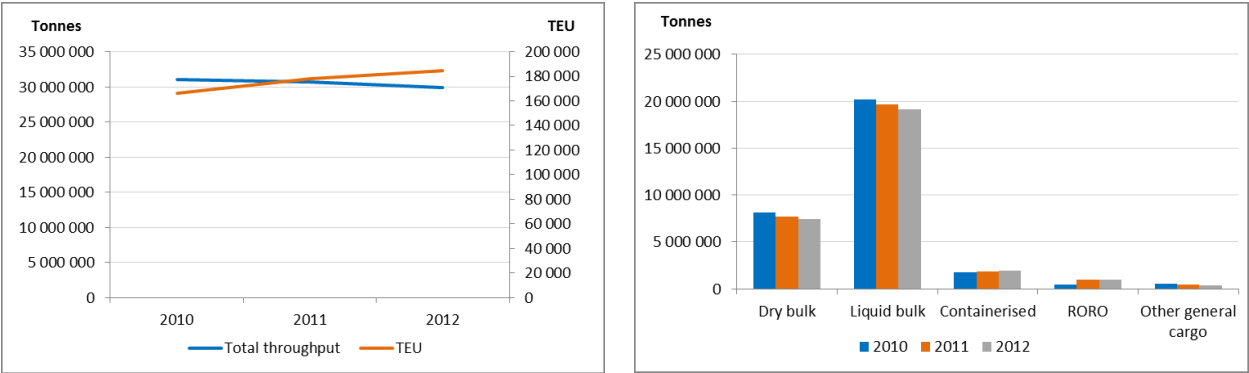 Tonnes TEU
35 000 000 200 000
30 000 000 180 000
25 000 000 160 000
20 000 000 140 000
15 000 000 120 000
10 000 000 100 000
5 000 000 80 000
0 60 000
40 000
20 000
0
2010 2011 2012
Total throughput TEU
Tonnes
25 000 000
20 000 000
15 000 000
10 000 000
5 000 000
0
Dry bulk Liquid bulk Containerised RORO Other general
cargo
2010 2011 2012